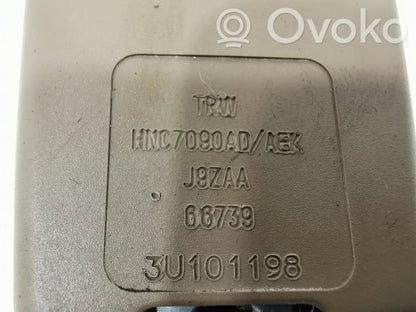 Ovoko
TRW
HNC7090AD/AEK
J9ZAA
66739
3U101198